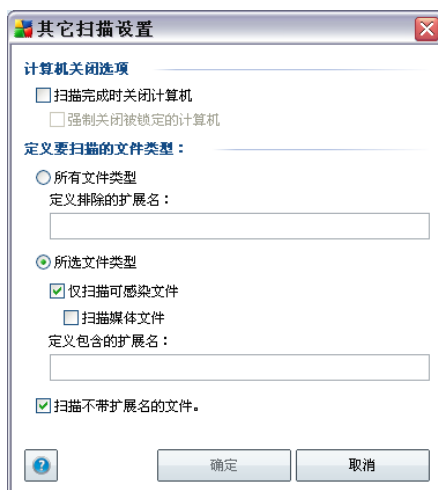 其它扫描设置
计算机关闭选项
扫描完成时关闭计算机
强制关闭被锁定的计算机
定义要扫描的文件类型：
所有文件类型
定义排除的扩展名：
所选文件类型
仅扫描可感染文件
扫描媒体文件
定义包含的扩展名：
扫描不带扩展名的文件。
? 确定 取消